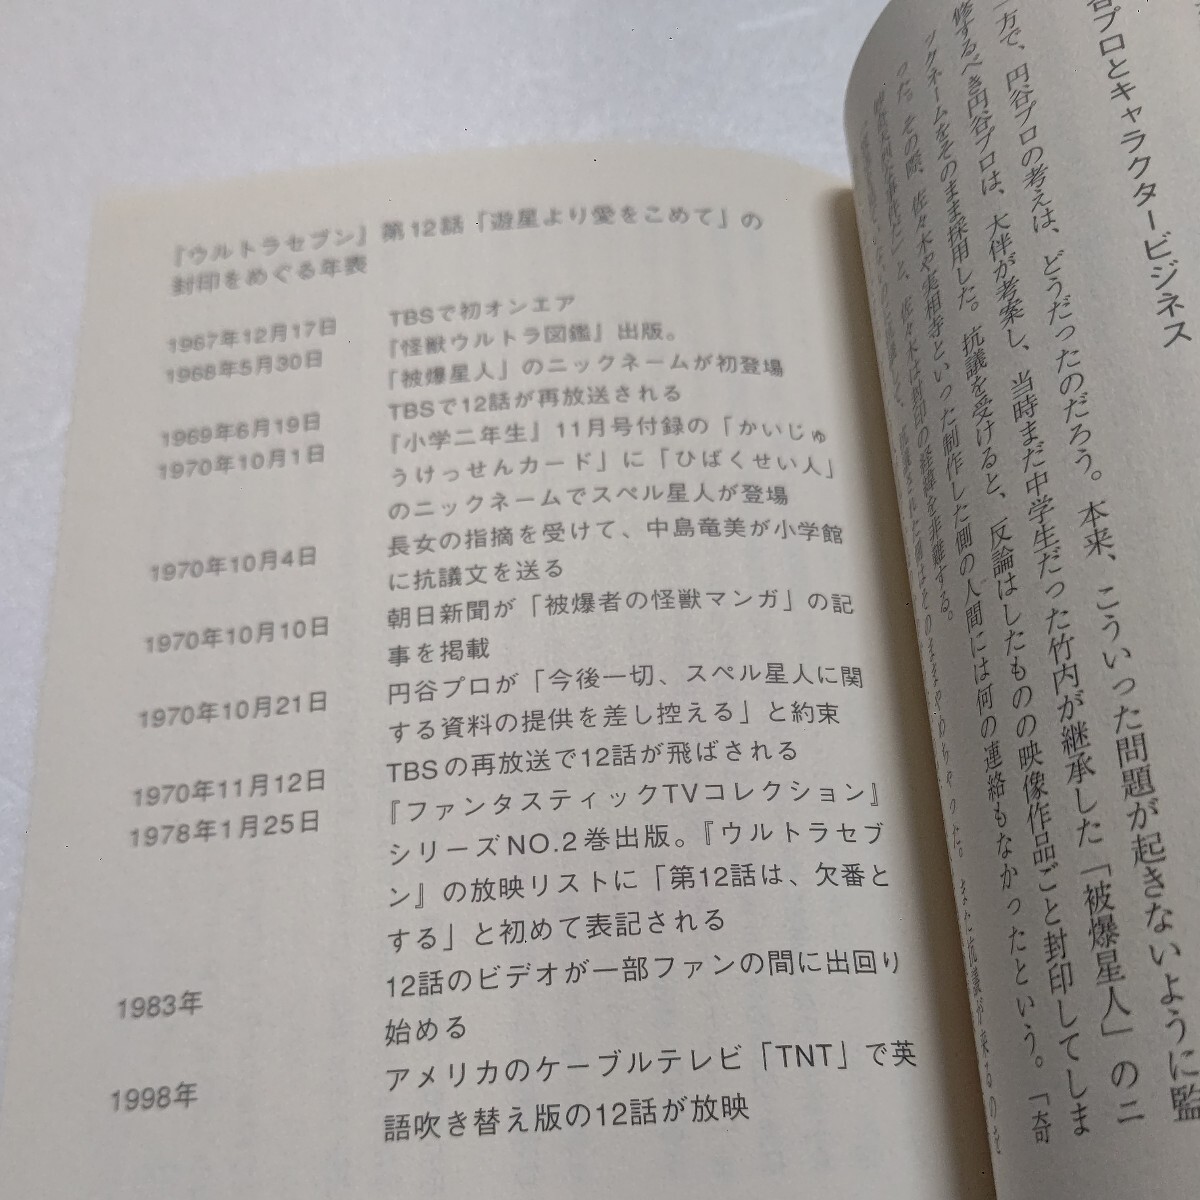 『ウルトラセブン』第12話「遊星より愛をこめて」の
封印をめぐる年表
1967年12月17日 TBSで初オンエア
1968年5月30日 『怪獣ウルトラ図鑑』出版。
「被爆星人」のニックネームが初登場
1969年6月19日 TBSで12話が再放送される
1970年10月1日 『小学二年生』11月号付録の「かいじゅ
うけっせんカード」に「ひばくせい人」
のニックネームでスペル星人が登場
1970年10月4日 長女の指摘を受けて、中島竜美が小学館
に抗議文を送る
1970年10月10日 朝日新聞が「被爆者の怪獣マンガ」の記
事を掲載
1970年10月21日 円谷プロが「今後一切、スペル星人に関
する資料の提供を差し控える」と約束
1970年11月12日 TBSの再放送で12話が飛ばされる
1978年1月25日 『ファンタスティックTVコレクション』
シリーズNO.2巻出版。『ウルトラセブ
ン』の放映リストに「第12話は、欠番と
する」と初めて表記される
1983年 12話のビデオが一部ファンの間に出回り
始める
1998年 アメリカのケーブルテレビ「TNT」で英
語吹き替え版の12話が放映
谷プロとキャラクタービジネス
一方で、円谷プロの考えは、どうだったのだろう。本来、こういった問題が起きないように監
修するべき円谷プロは、大伴が考案し、当時まだ中学生だった竹内が継承した「被爆星人」のニ
ックネームをそのまま採用した。抗議を受けると、反論はしたものの映像作品ごと封印してしま
った。その際、佐々木や実相寺といった制作した側の人間には何の連絡もなかったという。「奇
と、佐々木は封印の経緯を非難する。